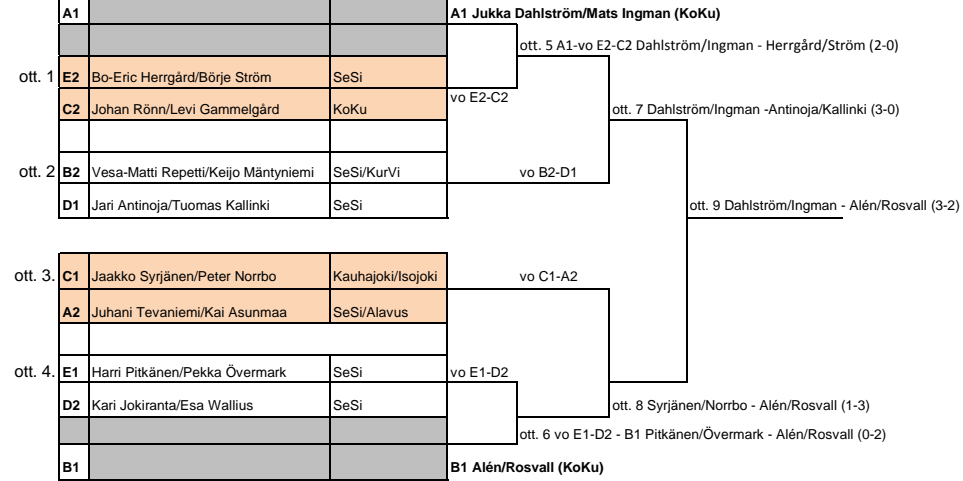 A1 A1 Jukka Dahlström/Mats Ingman (KoKu)
ott. 5 A1-vo E2-C2 Dahlström/Ingman - Herrgård/Ström (2-0)
ott. 1 E2 Bo-Eric Herrgård/Börje Ström SeSi
vo E2-C2
C2 Johan Rönn/Levi Gammelgård KoKu
ott. 7 Dahlström/Ingman -Antinoja/Kallinki (3-0)
ott. 2 B2 Vesa-Matti Repetti/Keijo Mäntyniemi SeSi/KurVi vo B2-D1
D1 Jari Antinoja/Tuomas Kallinki SeSi
ott. 9 Dahlström/Ingman - Alén/Rosvall (3-2)
ott. 3. C1 Jaakko Syrjänen/Peter Norrbo Kauhajoki/Isojoki vo C1-A2
A2 Juhani Tevaniemi/Kai Asunmaa SeSi/Alavus
ott. 4. E1 Harri Pitkänen/Pekka Övermark SeSi vo E1-D2
D2 Kari Jokiranta/Esa Wallius SeSi
ott. 8 Syrjänen/Norrbo - Alén/Rosvall (1-3)
ott. 6 vo E1-D2 - B1 Pitkänen/Övermark - Alén/Rosvall (0-2)
B1 B1 Alén/Rosvall (KoKu)